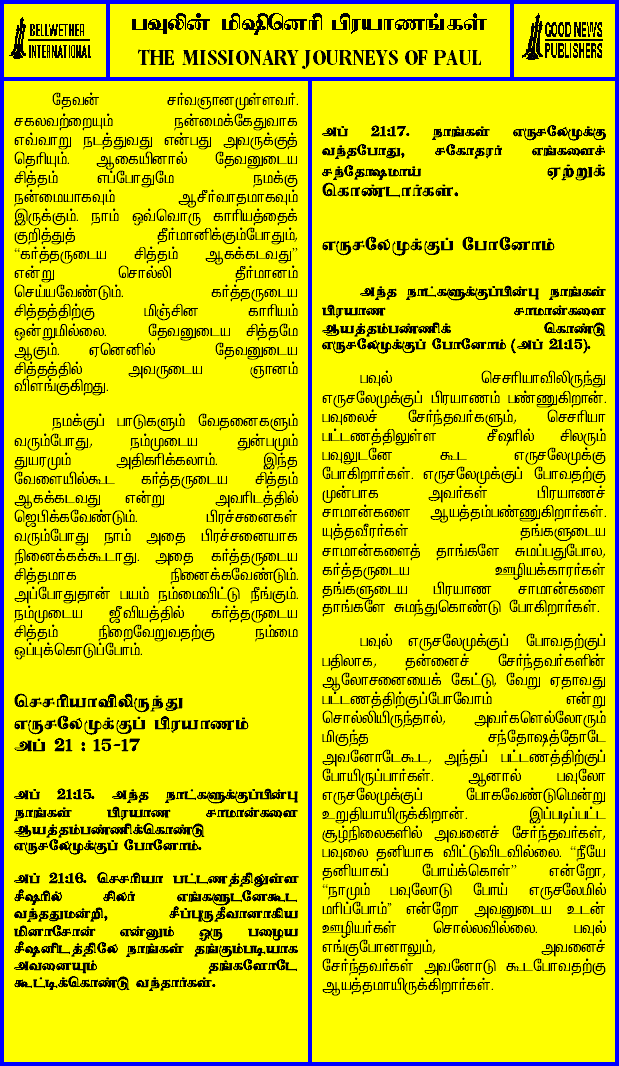 BELLWETHER
INTERNATIONAL
பவுலின் மிஷினெரி பிரயாணங்கள்
THE MISSIONARY JOURNEYS OF PAUL
GOOD NEWS
PUBLISHERS
தேவன் சர்வஞானமுள்ளவர்.
சகலவற்றையும் நன்மைக்கேதுவாக
எவ்வாறு நடத்துவது என்பது அவருக்குத்
தெரியும். ஆகையினால் தேவனுடைய
சித்தம் எப்போதுமே நமக்கு
நன்மையாகவும் ஆசீர்வாதமாகவும்
இருக்கும். நாம் ஒவ்வொரு காரியத்தைக்
குறித்துத் தீர்மானிக்கும்போதும்,
“கர்த்தருடைய சித்தம் ஆகக்கடவது”
என்று சொல்லி தீர்மானம்
செய்யவேண்டும். கர்த்தருடைய
சித்தத்திற்கு மிஞ்சின காரியம்
ஒன்றுமில்லை. தேவனுடைய சித்தமே
ஆகும். ஏனெனில் தேவனுடைய
சித்தத்தில் அவருடைய ஞானம்
விளங்குகிறது.
நமக்குப் பாடுகளும் வேதனைகளும்
வரும்போது, நம்முடைய துன்பமும்
துயரமும் அதிகரிக்கலாம். இந்த
வேளையில்கூட கர்த்தருடைய சித்தம்
ஆகக்கடவது என்று அவரிடத்தில்
ஜெபிக்கவேண்டும். பிரச்சனைகள்
வரும்போது நாம் அதை பிரச்சனையாக
நினைக்கக்கூடாது. அதை கர்த்தருடைய
சித்தமாக நினைக்கவேண்டும்.
அப்போதுதான் பயம் நம்மைவிட்டு நீங்கும்.
நம்முடைய ஜீவியத்தில் கர்த்தருடைய
சித்தம் நிறைவேறுவதற்கு நம்மை
ஒப்புக்கொடுப்போம்.
செசரியாவிலிருந்து
எருசலேமுக்குப் பிரயாணம்
அப் 21 : 15-17
அப் 21:15. அந்த நாட்களுக்குப்பின்பு
நாங்கள் பிரயாண சாமான்களை
ஆயத்தம்பண்ணிக்கொண்டு
எருசலேமுக்குப் போனோம்.
அப் 21:16. செசரியா பட்டணத்திலுள்ள
சீஷரில் சிலர் எங்களுடனேகூட
வந்ததுமன்றி, சீப்புருதீவானாகிய
மினாசோன் என்னும் ஒரு பழைய
சீஷனிடத்திலே நாங்கள் தங்கும்படியாக
அவனையும் தங்களோடே
கூட்டிக்கொண்டு வந்தார்கள்.
அப் 21:17. நாங்கள் எருசலேமுக்கு
வந்தபோது, சகோதரர் எங்களைச்
சந்தோஷமாய் ஏற்றுக்
கொண்டார்கள்.
எருசலேமுக்குப் போனோம்
அந்த நாட்களுக்குப்பின்பு நாங்கள்
பிரயாண சாமான்களை
ஆயத்தம்பண்ணிக் கொண்டு
எருசலேமுக்குப் போனோம் (அப் 21:15).
பவுல் செசரியாவிலிருந்து
எருசலேமுக்குப் பிரயாணம் பண்ணுகிறான்.
பவுலைச் சேர்ந்தவர்களும், செசரியா
பட்டணத்திலுள்ள சீஷரில் சிலரும்
பவுலுடனே கூட எருசலேமுக்கு
போகிறார்கள். எருசலேமுக்குப் போவதற்கு
முன்பாக அவர்கள் பிரயாணச்
சாமான்களை ஆயத்தம்பண்ணுகிறார்கள்.
யுத்தவீரர்கள் தங்களுடைய
சாமான்களைத் தாங்களே சுமப்பதுபோல,
கர்த்தருடைய ஊழியக்காரர்கள்
தங்களுடைய பிரயாண சாமான்களை
தாங்களே சுமந்துகொண்டு போகிறார்கள்.
பவுல் எருசலேமுக்குப் போவதற்குப்
பதிலாக, தன்னைச் சேர்ந்தவர்களின்
ஆலோசனையைக் கேட்டு, வேறு ஏதாவது
பட்டணத்திற்குப்போவோம் என்று
சொல்லியிருந்தால், அவர்களெல்லோரும்
மிகுந்த சந்தோஷத்தோடே
அவனோடேகூட, அந்தப் பட்டணத்திற்குப்
போயிருப்பார்கள். ஆனால் பவுலோ
எருசலேமுக்குப் போகவேண்டுமென்று
உறுதியாயிருக்கிறான். இப்படிப்பட்ட
சூழ்நிலைகளில் அவனைச் சேர்ந்தவர்கள்,
பவுலை தனியாக விட்டுவிடவில்லை. “நீயே
தனியாகப் போய்க்கொள்” என்றோ,
“நாமும் பவுலோடு போய் எருசலேமில்
மரிப்போம்” என்றோ அவனுடைய உடன்
ஊழியர்கள் சொல்லவில்லை. பவுல்
எங்குபோனாலும், அவனைச்
சேர்ந்தவர்கள் அவனோடு கூடபோவதற்கு
ஆயத்தமாயிருக்கிறார்கள்.